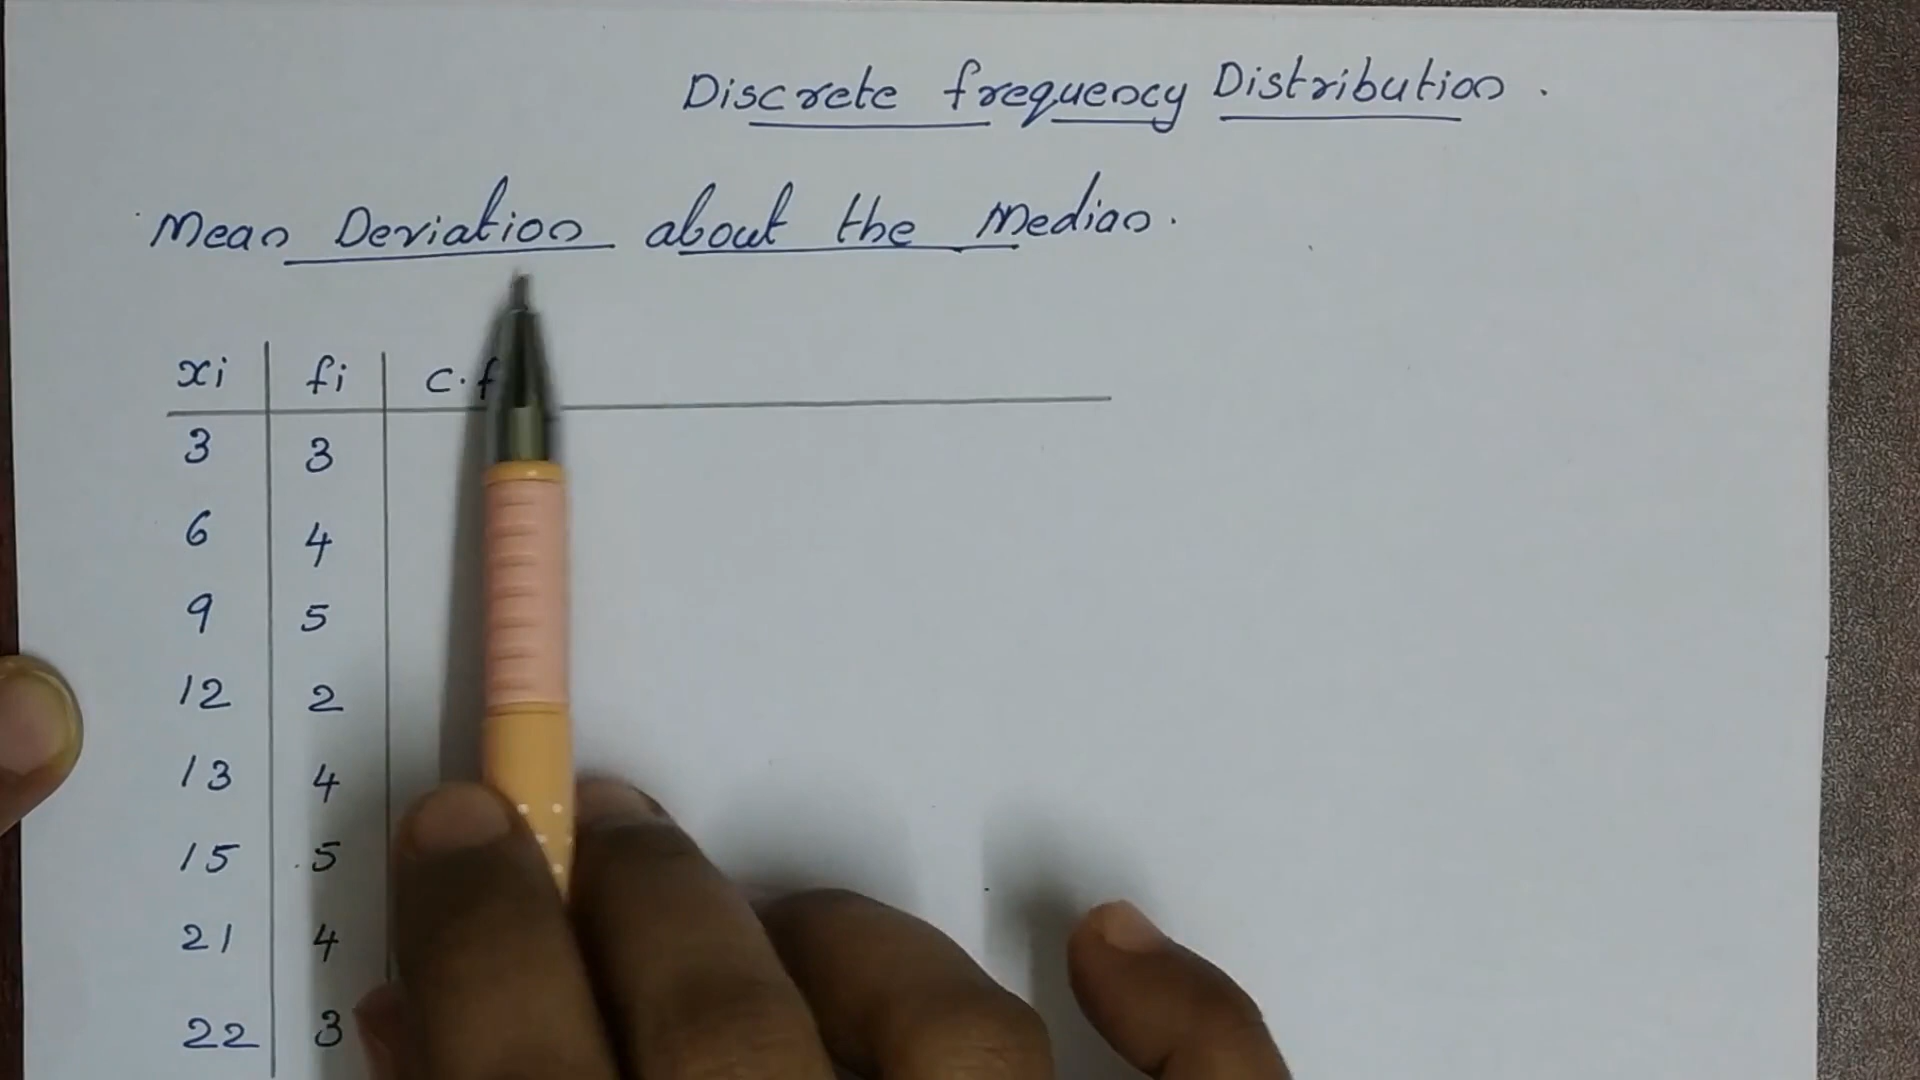 Discrete frequency Distribution .
Mean Deviation about the Median.
xi fi c.f
3 3
6 4
9 5
12 2
13 4
15 5
21 4
22 3